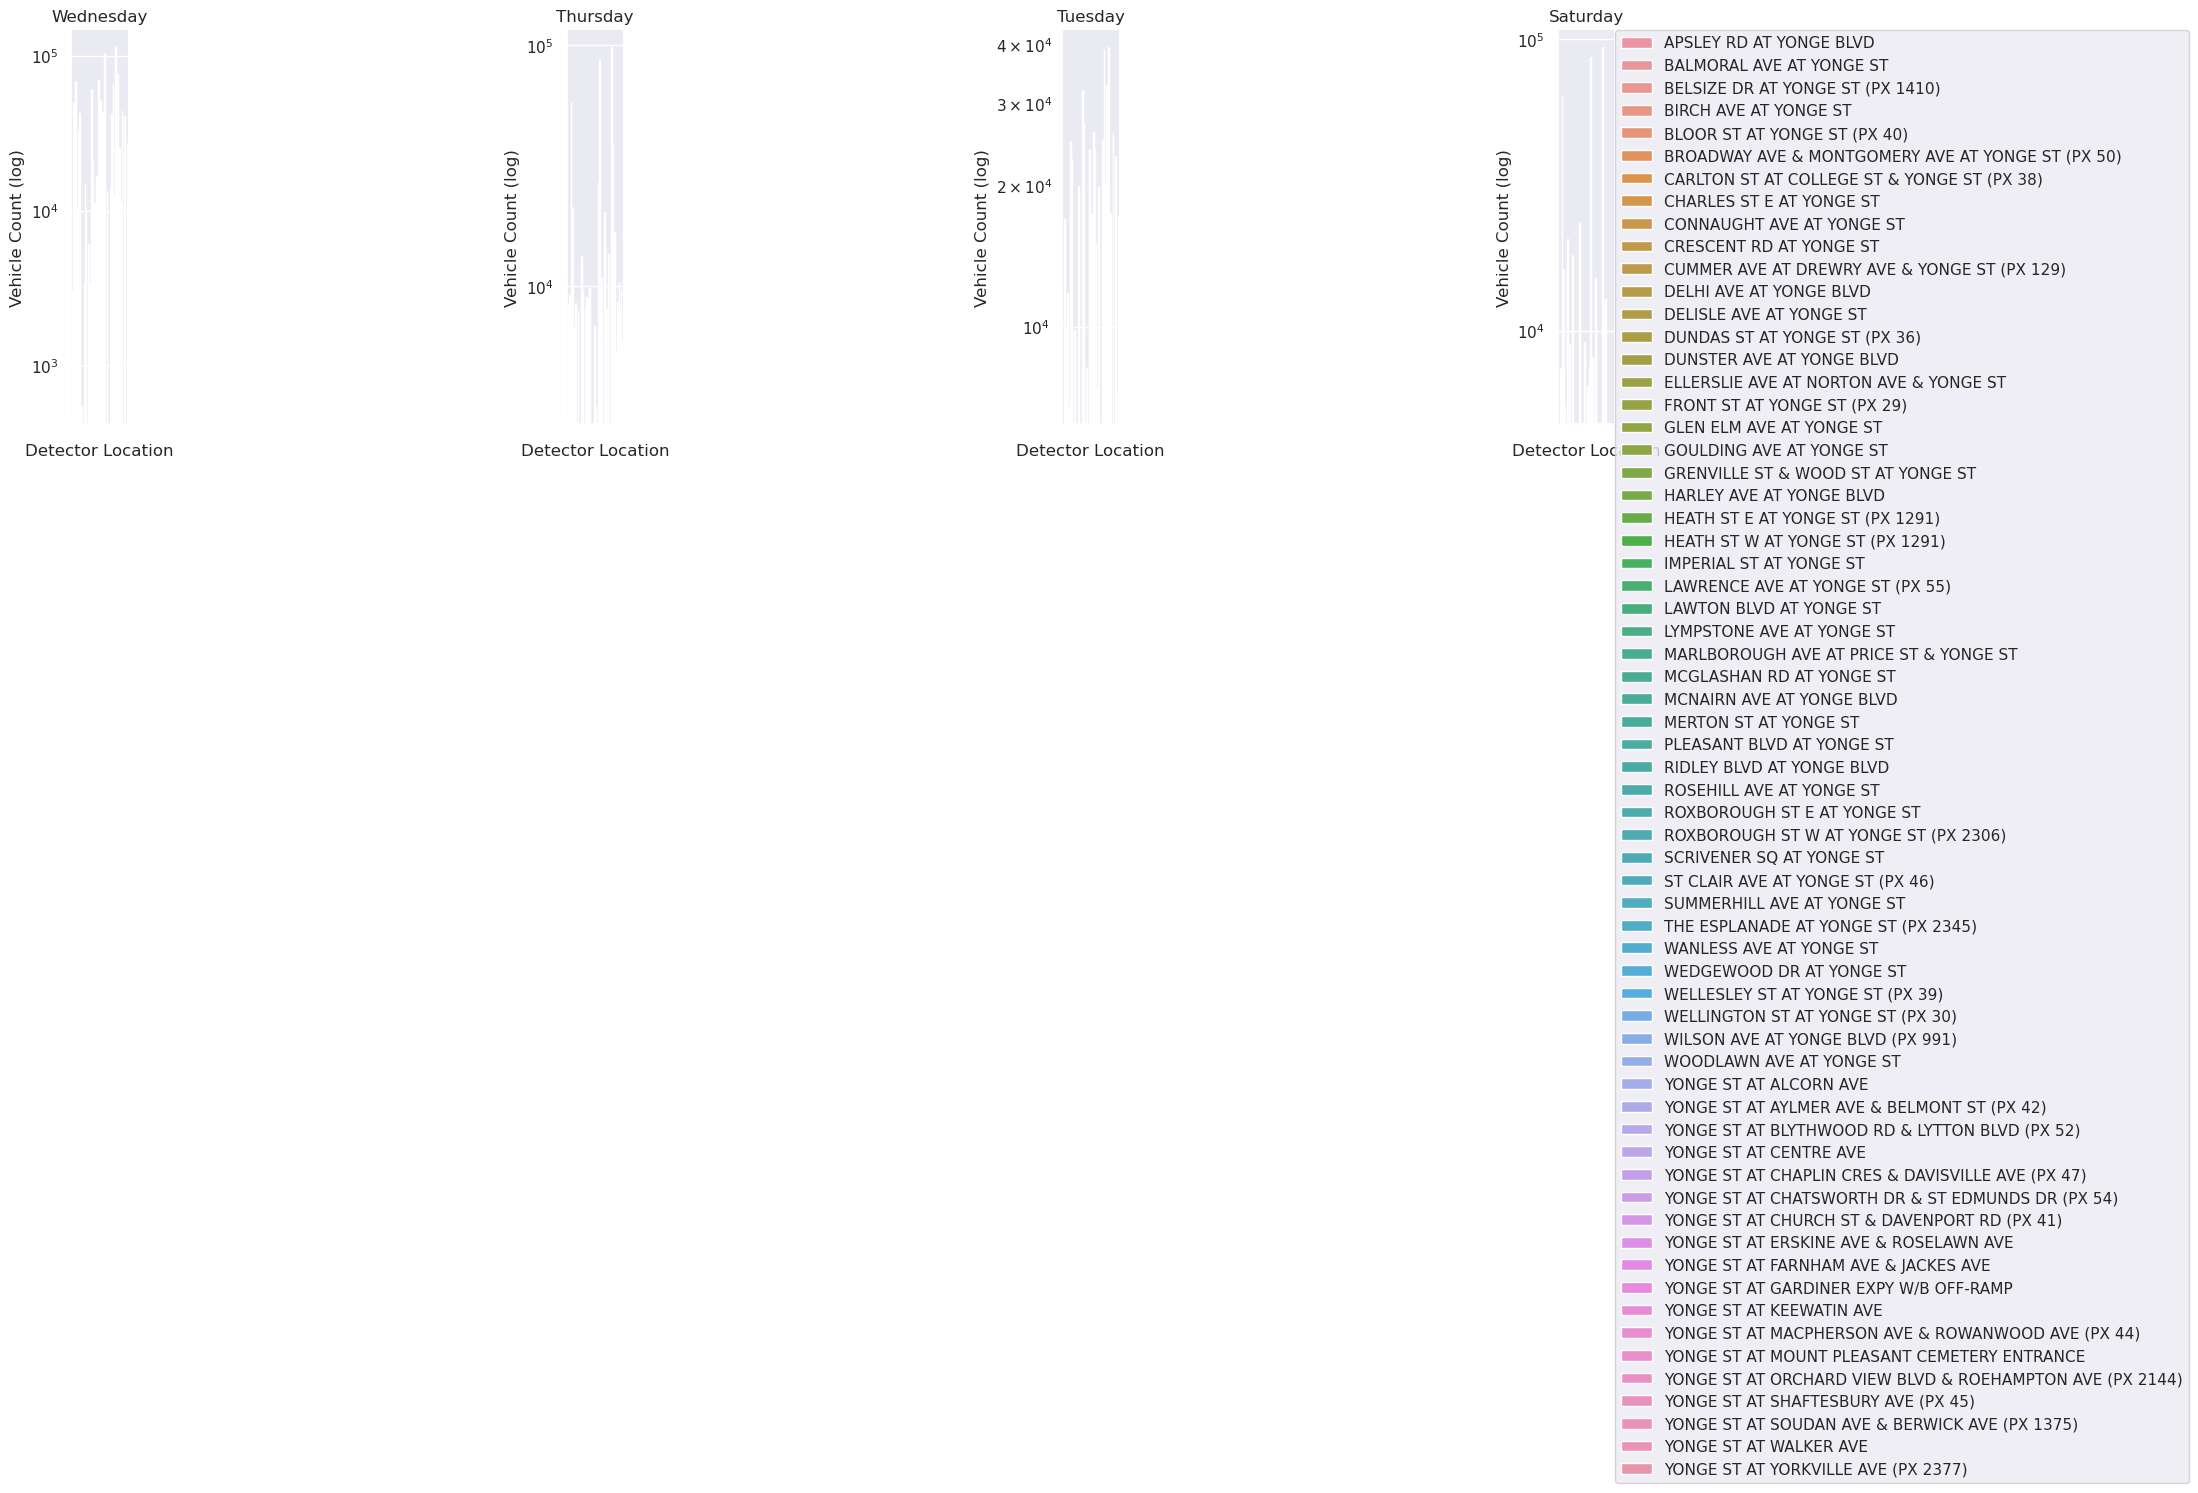 Wednesday
Vehicle Count (log)
10⁵
10⁴
10³
Detector Location
Thursday
Vehicle Count (log)
10⁵
10⁴
Detector Location
Tuesday
Vehicle Count (log)
4 × 10⁴
3 × 10⁴
2 × 10⁴
10⁴
Detector Location
Saturday
Vehicle Count (log)
10⁵
10⁴
Detector Location
APSLEY RD AT YONGE BLVD
BALMORAL AVE AT YONGE ST
BELSIZE DR AT YONGE ST (PX 1410)
BIRCH AVE AT YONGE ST
BLOOR ST AT YONGE ST (PX 40)
BROADWAY AVE & MONTGOMERY AVE AT YONGE ST (PX 50)
CARLTON ST AT COLLEGE ST & YONGE ST (PX 38)
CHARLES ST E AT YONGE ST
CONNAUGHT AVE AT YONGE ST
CRESCENT RD AT YONGE ST
CUMMER AVE AT DREWRY AVE & YONGE ST (PX 129)
DELHI AVE AT YONGE BLVD
DELISLE AVE AT YONGE ST
DUNDAS ST AT YONGE ST (PX 36)
DUNSTER AVE AT YONGE BLVD
ELLERSLIE AVE AT NORTON AVE & YONGE ST
FRONT ST AT YONGE ST (PX 29)
GLEN ELM AVE AT YONGE ST
GOULDING AVE AT YONGE ST
GRENVILLE ST & WOOD ST AT YONGE ST
HARLEY AVE AT YONGE BLVD
HEATH ST E AT YONGE ST (PX 1291)
HEATH ST W AT YONGE ST (PX 1291)
IMPERIAL ST AT YONGE ST
LAWRENCE AVE AT YONGE ST (PX 55)
LAWTON BLVD AT YONGE ST
LYMPSTONE AVE AT YONGE ST
MARLBOROUGH AVE AT PRICE ST & YONGE ST
MCGLASHAN RD AT YONGE ST
MCNAIRN AVE AT YONGE BLVD
MERTON ST AT YONGE ST
PLEASANT BLVD AT YONGE ST
RIDLEY BLVD AT YONGE BLVD
ROSEHILL AVE AT YONGE ST
ROXBOROUGH ST E AT YONGE ST
ROXBOROUGH ST W AT YONGE ST (PX 2306)
SCRIVENER SQ AT YONGE ST
ST CLAIR AVE AT YONGE ST (PX 46)
SUMMERHILL AVE AT YONGE ST
THE ESPLANADE AT YONGE ST (PX 2345)
WANLESS AVE AT YONGE ST
WEDGEWOOD DR AT YONGE ST
WELLESLEY ST AT YONGE ST (PX 39)
WELLINGTON ST AT YONGE ST (PX 30)
WILSON AVE AT YONGE BLVD (PX 991)
WOODLAWN AVE AT YONGE ST
YONGE ST AT ALCORN AVE
YONGE ST AT AYLMER AVE & BELMONT ST (PX 42)
YONGE ST AT BLYTHWOOD RD & LYTTON BLVD (PX 52)
YONGE ST AT CENTRE AVE
YONGE ST AT CHAPLIN CRES & DAVISVILLE AVE (PX 47)
YONGE ST AT CHATSWORTH DR & ST EDMUNDS DR (PX 54)
YONGE ST AT CHURCH ST & DAVENPORT RD (PX 41)
YONGE ST AT ERSKINE AVE & ROSELAWN AVE
YONGE ST AT FARNHAM AVE & JACKES AVE
YONGE ST AT GARDINER EXPY W/B OFF-RAMP
YONGE ST AT KEEWATIN AVE
YONGE ST AT MACPHERSON AVE & ROWANWOOD AVE (PX 44)
YONGE ST AT MOUNT PLEASANT CEMETERY ENTRANCE
YONGE ST AT ORCHARD VIEW BLVD & ROEHAMPTON AVE (PX 2144)
YONGE ST AT SHAFTESBURY AVE (PX 45)
YONGE ST AT SOUDAN AVE & BERWICK AVE (PX 1375)
YONGE ST AT WALKER AVE
YONGE ST AT YORKVILLE AVE (PX 2377)